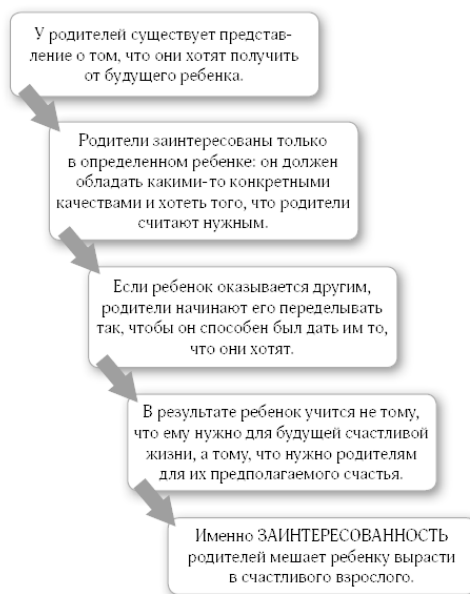 У родителей существует представ-
ление о том, что они хотят получить
от будущего ребенка.
Родители заинтересованы только
в определенном ребенке: он должен
обладать какими-то конкретными
качествами и хотеть того, что родители
считают нужным.
Если ребенок оказывается другим,
родители начинают его переделывать
так, чтобы он способен был дать им то,
что они хотят.
В результате ребенок учится не тому,
что ему нужно для будущей счастливой
жизни, а тому, что нужно родителям
для их предполагаемого счастья.
Именно ЗАИНТЕРЕСОВАННОСТЬ
родителей мешает ребенку вырасти
в счастливого взрослого.